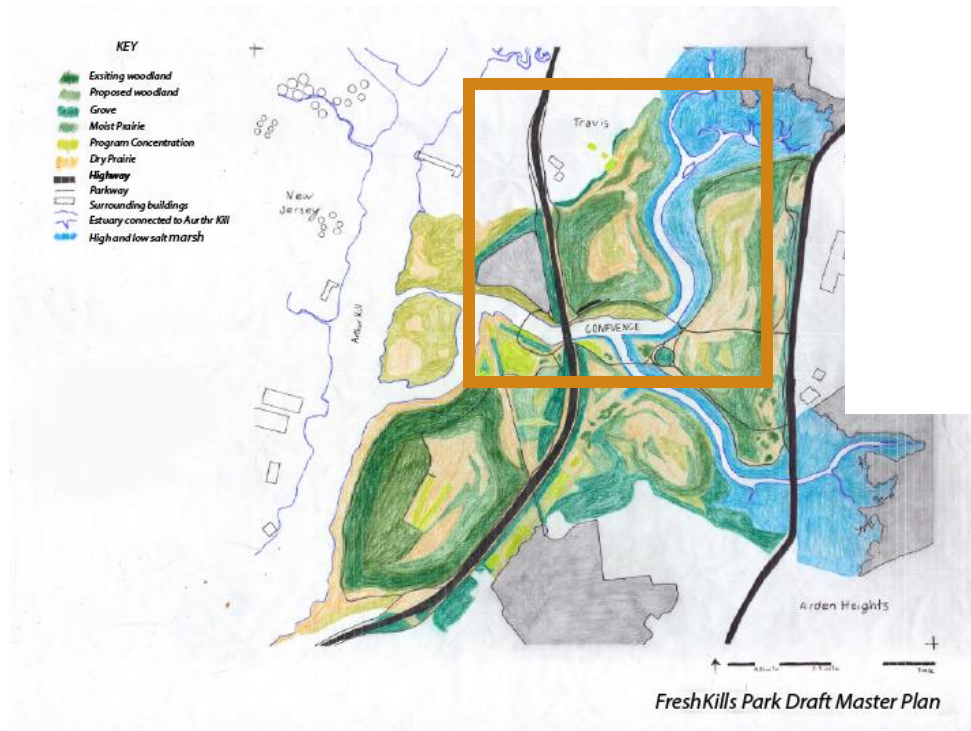 KEY
Exsiting woodland
Proposed woodland
Grove
Moist Prairie
Program Concentration
Dry Prairie
Highway
Parkway
Surrounding buildings
Estuary connected to Aurthr Kill
High and low salt marsh
Travis
New
Jersey
Arthur Kill
CONFLUENCE
Arden Heights
1 mile
FreshKills Park Draft Master Plan